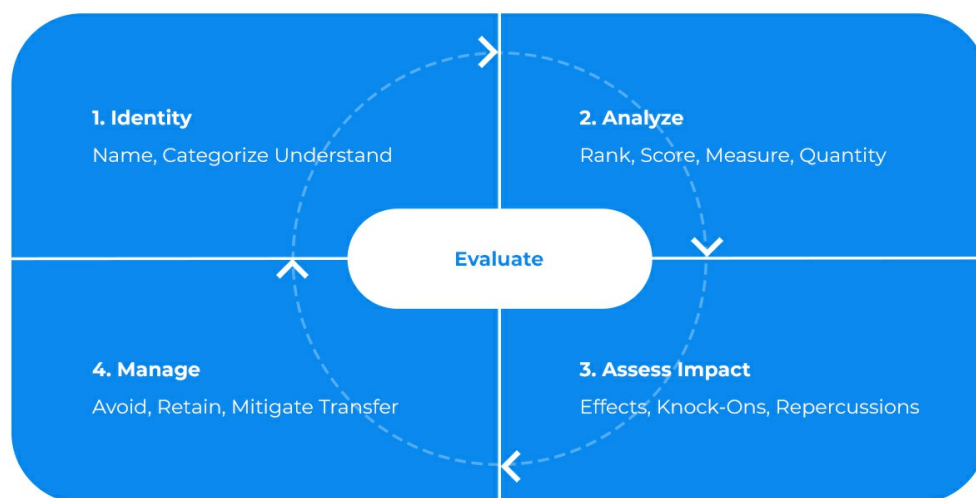 1. Identity
Name, Categorize Understand
2. Analyze
Rank, Score, Measure, Quantity
Evaluate
4. Manage
Avoid, Retain, Mitigate Transfer
3. Assess Impact
Effects, Knock-Ons, Repercussions